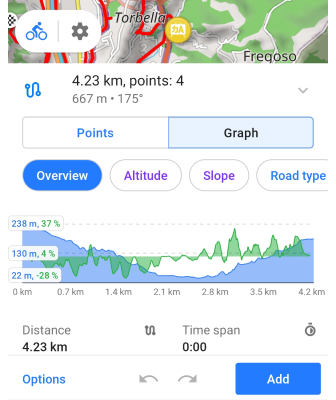 Torbella
Fregoso
4.23 km, points: 4
667 m • 175°
Points
Graph
Overview
Altitude
Slope
Road type
238 m, 37 %
130 m, 4 %
22 m, -28 %
0 km
0.7 km
1.4 km
2.1 km
2.8 km
3.5 km
4.2 km
Distance
Time span
4.23 km
0:00
Options
Add